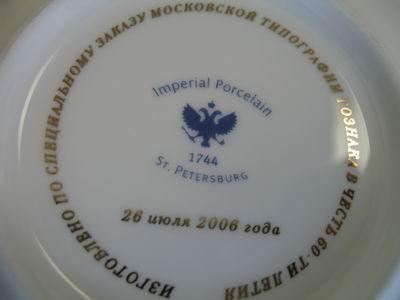 ИЗГОТОВЛЕНО ПО СПЕЦИАЛЬНОМУ ЗАКАЗУ МОСКОВСКОЙ ТИПОГРАФИИ ГОЗНАКА В ЧЕСТЬ 60-ТИ ЛЕТИЯ
Imperial Porcelain
1744
St. Petersburg
26 июля 2006 года